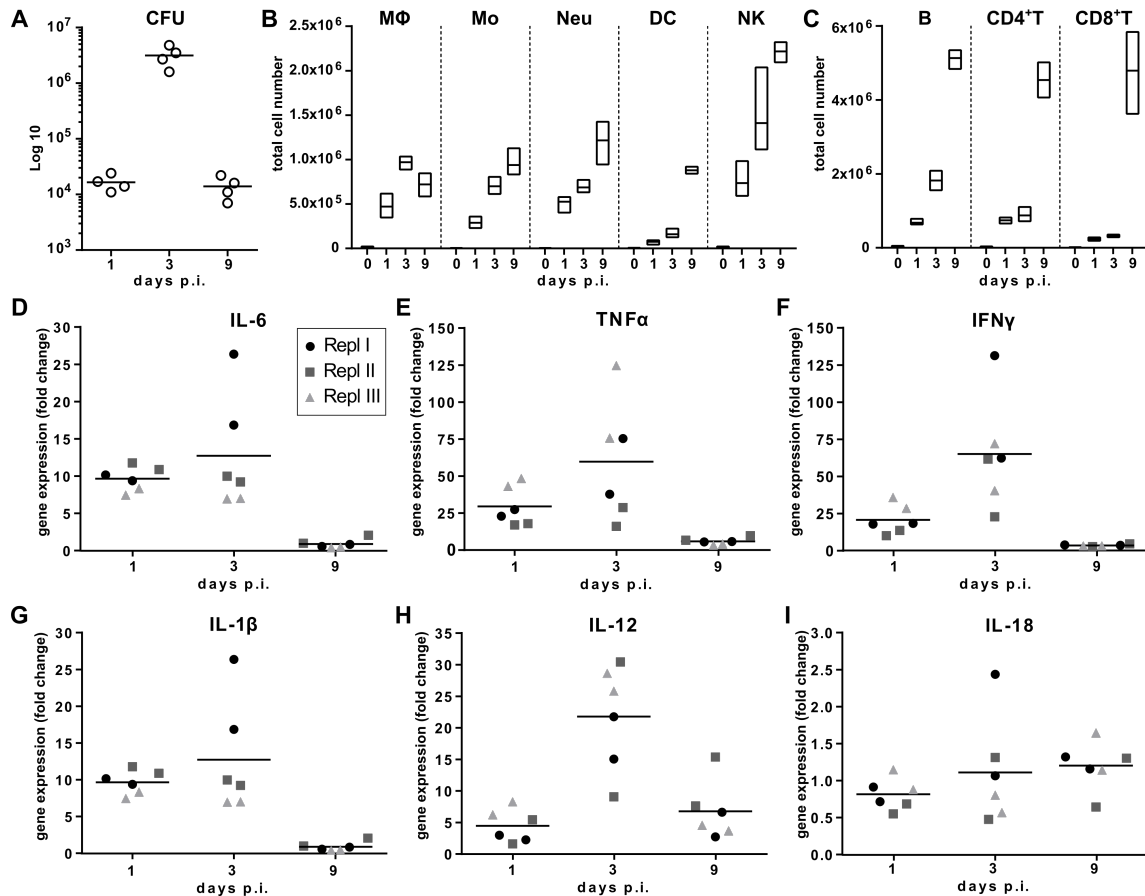 A
CFU
Log 10
10⁷
10⁶
10⁵
10⁴
10³
1 3 9
days p.i.
B
MΦ Mo Neu DC NK
total cell number
2.5x10⁶
2.0x10⁶
1.5x10⁶
1.0x10⁶
5.0x10⁵
0
0 1 3 9 0 1 3 9 0 1 3 9 0 1 3 9 0 1 3 9
days p.i.
C
B CD4⁺T CD8⁺T
total cell number
6x10⁶
4x10⁶
2x10⁶
0
0 1 3 9 0 1 3 9 0 1 3 9
days p.i.
D
IL-6
gene expression (fold change)
30
25
20
15
10
5
0
1 3 9
days p.i.
Repl I
Repl II
Repl III
E
TNFα
gene expression (fold change)
150
125
100
75
50
25
0
1 3 9
days p.i.
F
IFNγ
gene expression (fold change)
150
125
100
75
50
25
0
1 3 9
days p.i.
G
IL-1β
gene expression (fold change)
30
25
20
15
10
5
0
1 3 9
days p.i.
H
IL-12
gene expression (fold change)
35
30
25
20
15
10
5
0
1 3 9
days p.i.
I
IL-18
gene expression (fold change)
3.0
2.5
2.0
1.5
1.0
0.5
0.0
1 3 9
days p.i.